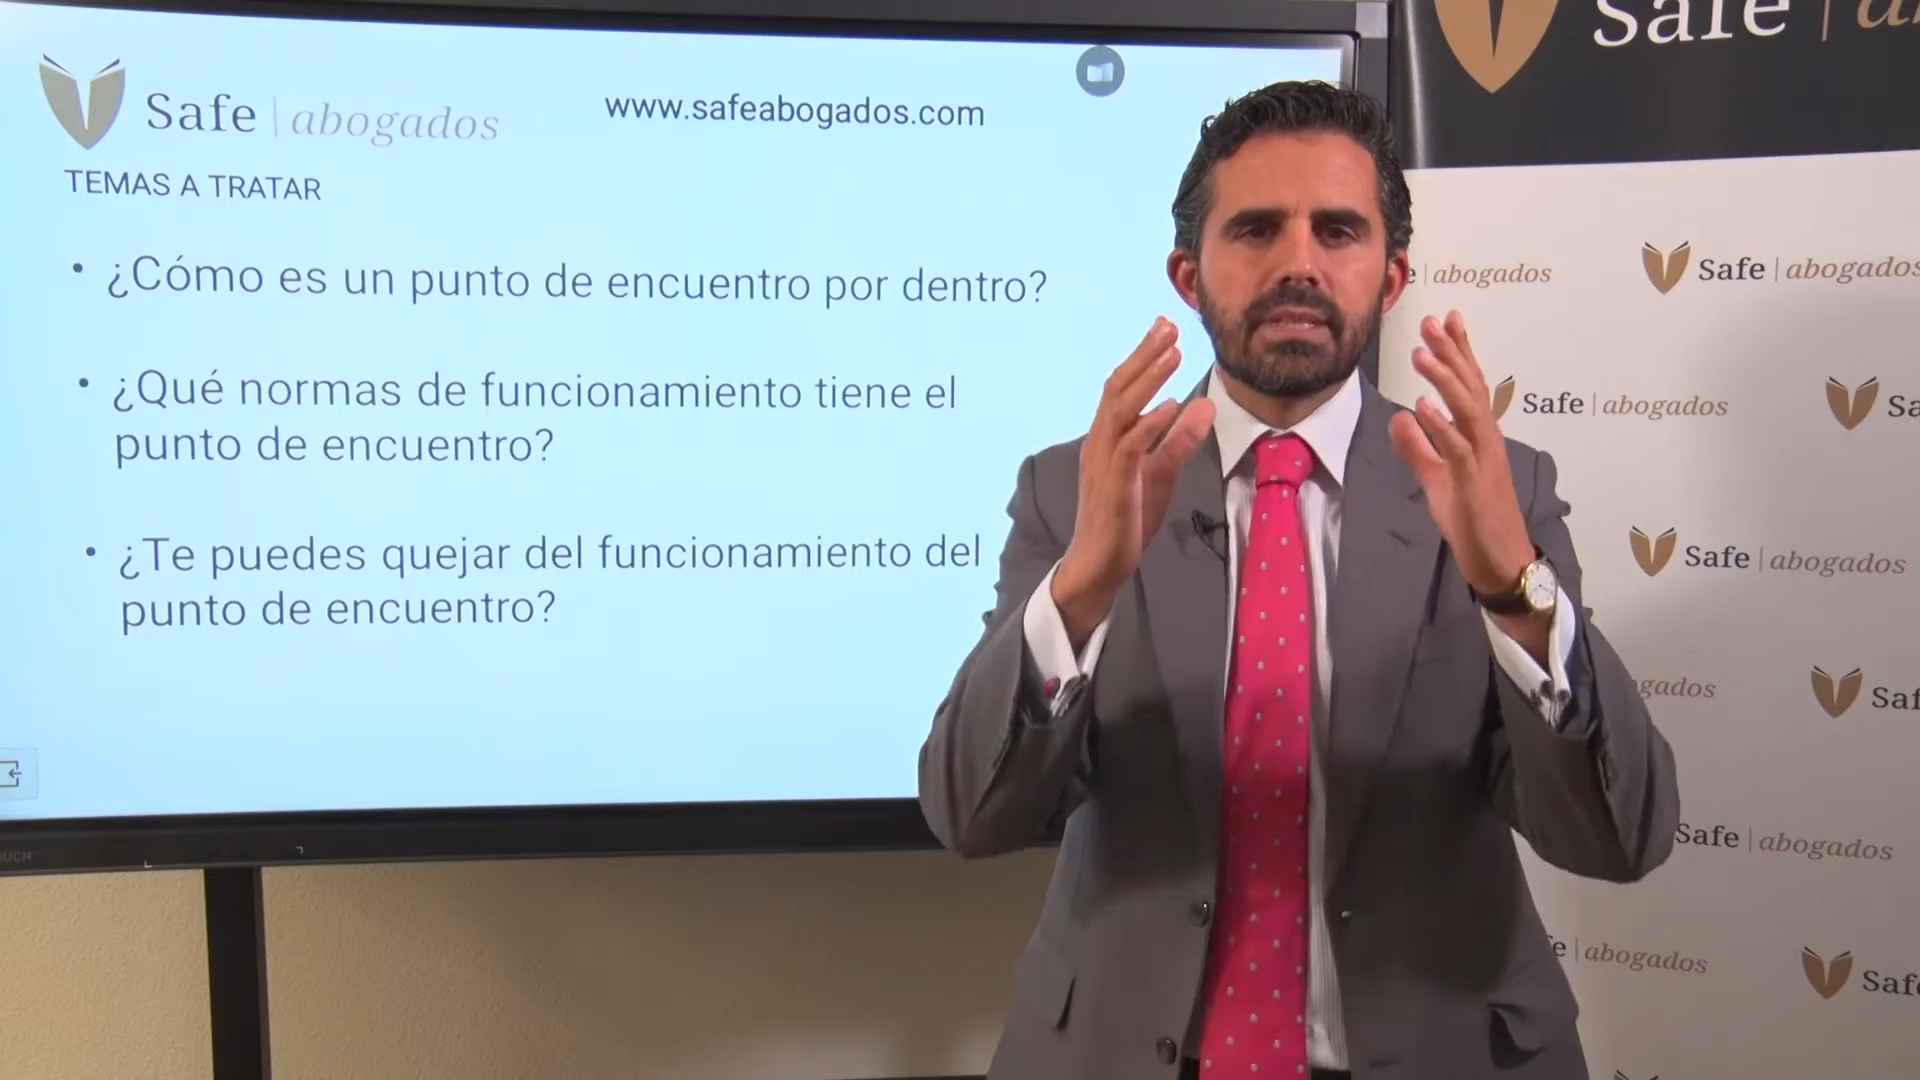 Safe | abogados
www.safeabogados.com
TEMAS A TRATAR
• ¿Cómo es un punto de encuentro por dentro?
• ¿Qué normas de funcionamiento tiene el
punto de encuentro?
• ¿Te puedes quejar del funcionamiento del
punto de encuentro?
Safe |
e | abogados
Safe | abogados
Safe | abogados
Sa
Safe | abogados
gados
Saf
Safe | abogados
e | abogados
Safe